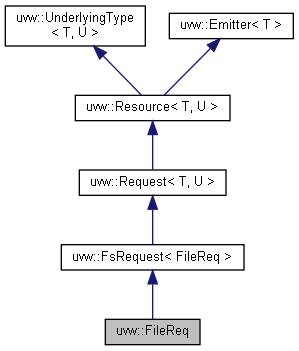 uvw::UnderlyingType
< T, U >
uvw::Emitter< T >
uvw::Resource< T, U >
uvw::Request< T, U >
uvw::FsRequest< FileReq >
uvw::FileReq